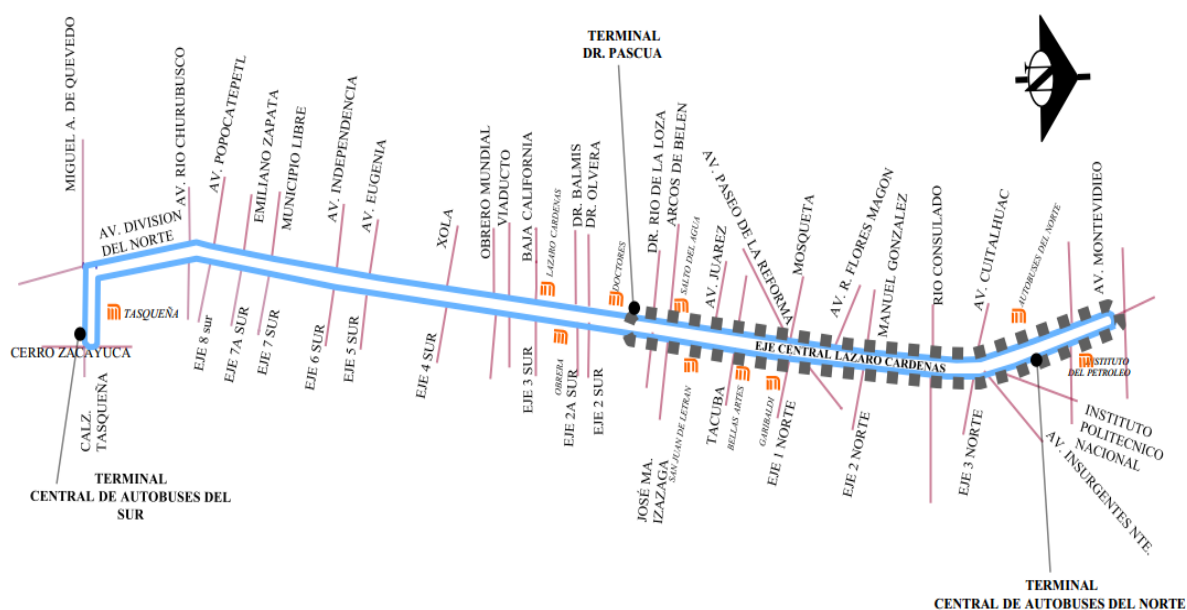 TERMINAL
DR. PASCUA
MIGUEL A. DE QUEVEDO
AV. DIVISION
DEL NORTE
AV. RIO CHURUBUSCO
AV. POPOCATEPETL
EMILIANO ZAPATA
MUNICIPIO LIBRE
AV. INDEPENDENCIA
AV. EUGENIA
XOLA
OBRERO MUNDIAL
VIADUCTO
BAJA CALIFORNIA
LAZARO CARDENAS
DR. BALMIS
DR. OLVERA
DOCTORES
DR. RIO DE LA LOZA
ARCOS DE BELEN
SALTO DEL AGUA
AV. JUAREZ
AV. PASEO DE LA REFORMA
MOSQUETA
AV. R. FLORES MAGON
MANUEL GONZALEZ
RIO CONSULADO
AV. CUITALHUAC
AUTOBUSES DEL NORTE
AV. MONTEVIDIEO
N
TASQUEÑA
CERRO ZACAYUCA
CALZ.
TASQUEÑA
EJE 8 sur
EJE 7A SUR
EJE 7 SUR
EJE 6 SUR
EJE 5 SUR
EJE 4 SUR
EJE 3 SUR
OBRERA
EJE 2A SUR
EJE 2 SUR
JOSÉ MA.
IZAZAGA
SAN JUAN DE LETRAN
TACUBA
BELLAS ARTES
GARIBALDI
EJE 1 NORTE
EJE CENTRAL LAZARO CARDENAS
EJE 2 NORTE
EJE 3 NORTE
INSTITUTO
DEL PETROLEO
INSTITUTO
POLITECNICO
NACIONAL
AV. INSURGENTES NTE.
TERMINAL
CENTRAL DE AUTOBUSES DEL
SUR
TERMINAL
CENTRAL DE AUTOBUSES DEL NORTE